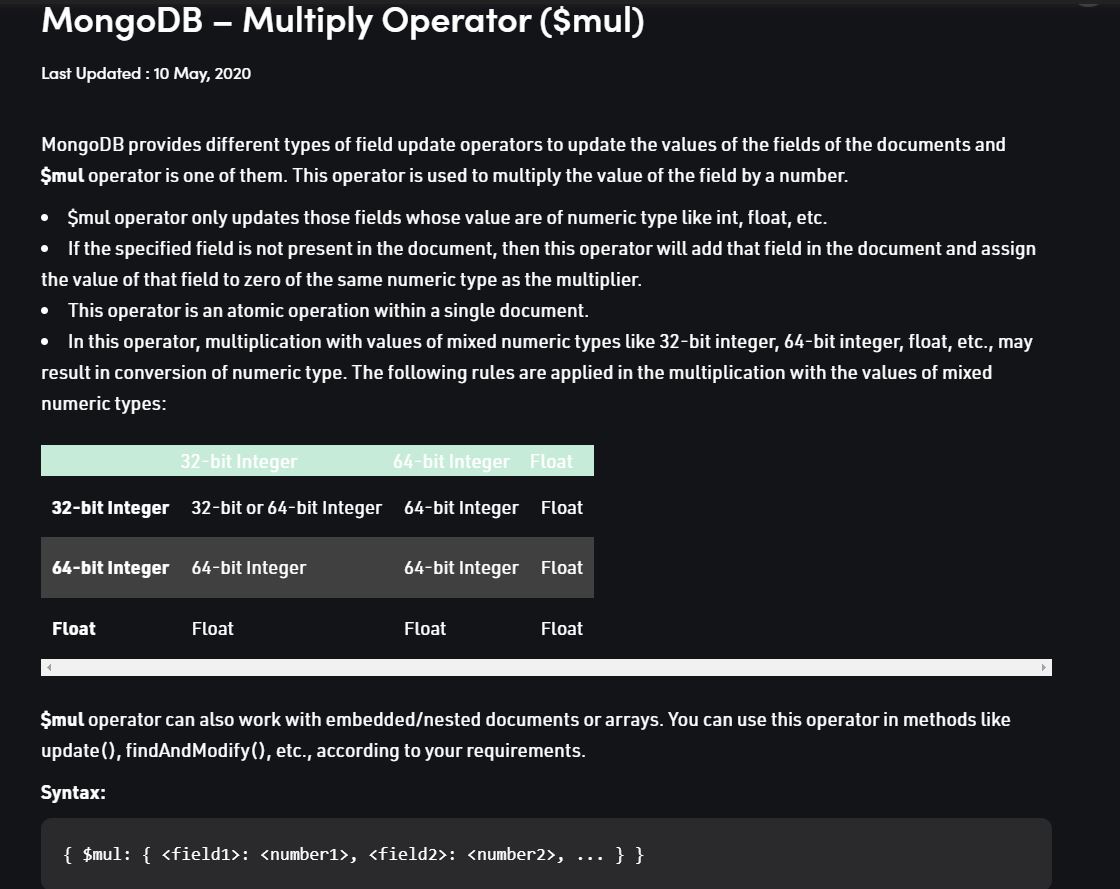 MongoDB – Multiply Operator ($mul)
Last Updated : 10 May, 2020
MongoDB provides different types of field update operators to update the values of the fields of the documents and
$mul operator is one of them. This operator is used to multiply the value of the field by a number.
• $mul operator only updates those fields whose value are of numeric type like int, float, etc.
• If the specified field is not present in the document, then this operator will add that field in the document and assign
the value of that field to zero of the same numeric type as the multiplier.
• This operator is an atomic operation within a single document.
• In this operator, multiplication with values of mixed numeric types like 32-bit integer, 64-bit integer, float, etc., may
result in conversion of numeric type. The following rules are applied in the multiplication with the values of mixed
numeric types:
32-bit Integer 64-bit Integer Float
32-bit Integer 32-bit or 64-bit Integer 64-bit Integer Float
64-bit Integer 64-bit Integer 64-bit Integer Float
Float Float Float Float
$mul operator can also work with embedded/nested documents or arrays. You can use this operator in methods like
update(), findAndModify(), etc., according to your requirements.
Syntax:
{ $mul: { <field1>: <number1>, <field2>: <number2>, ... } }